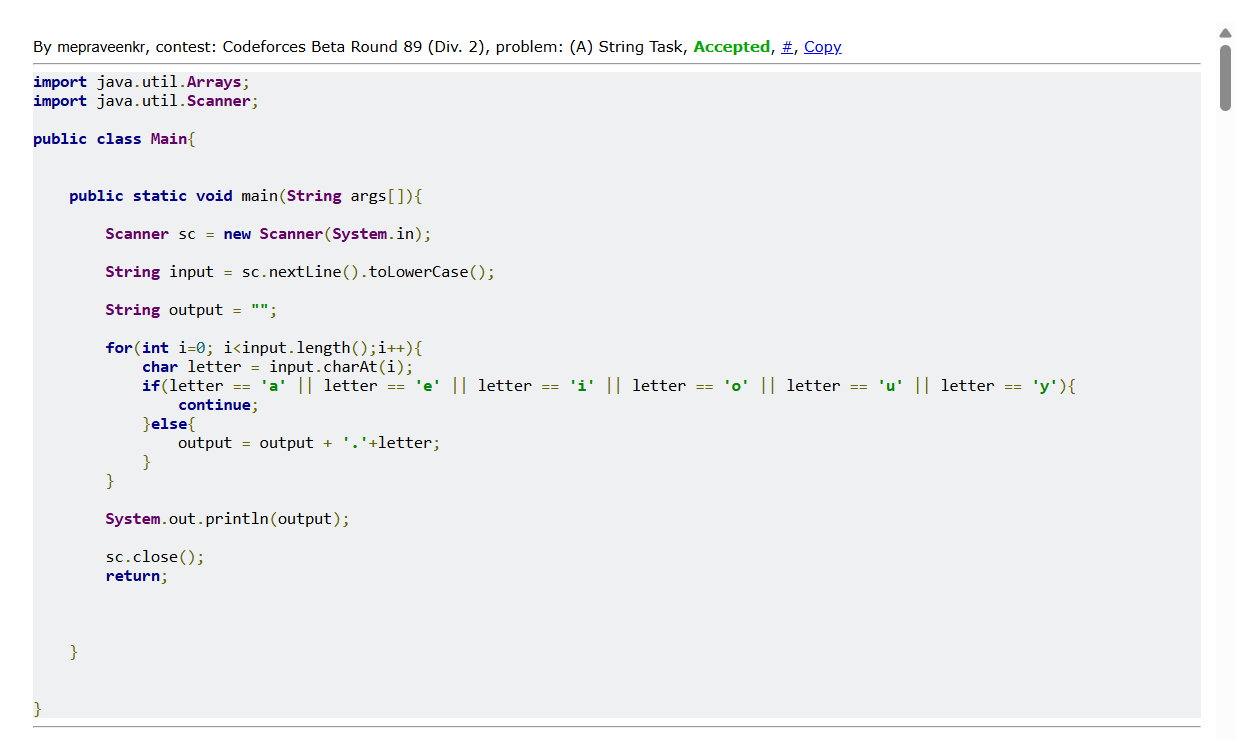 By mepraveenkr, contest: Codeforces Beta Round 89 (Div. 2), problem: (A) String Task, Accepted, #, Copy
import java.util.Arrays;
import java.util.Scanner;
public class Main{
    public static void main(String args[]){
        Scanner sc = new Scanner(System.in);
        String input = sc.nextLine().toLowerCase();
        String output = "";
        for(int i=0; i<input.length();i++){
            char letter = input.charAt(i);
            if(letter == 'a' || letter == 'e' || letter == 'i' || letter == 'o' || letter == 'u' || letter == 'y'){
                continue;
            }else{
                output = output + '.'+letter;
            }
        }
        System.out.println(output);
        sc.close();
        return;
    }
}